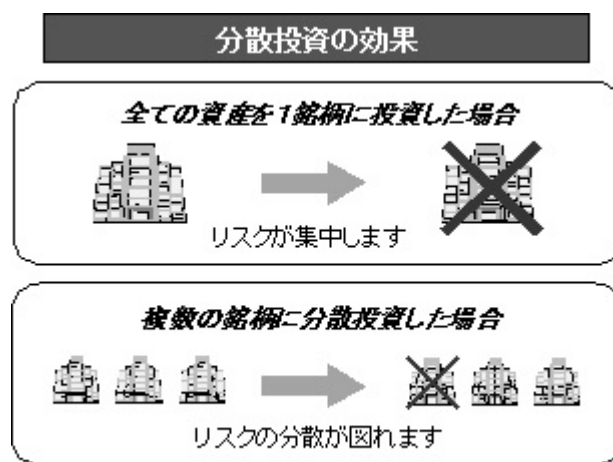 分散投資の効果
全ての資産を1銘柄に投資した場合
リスクが集中します
複数の銘柄に分散投資した場合
リスクの分散が図れます